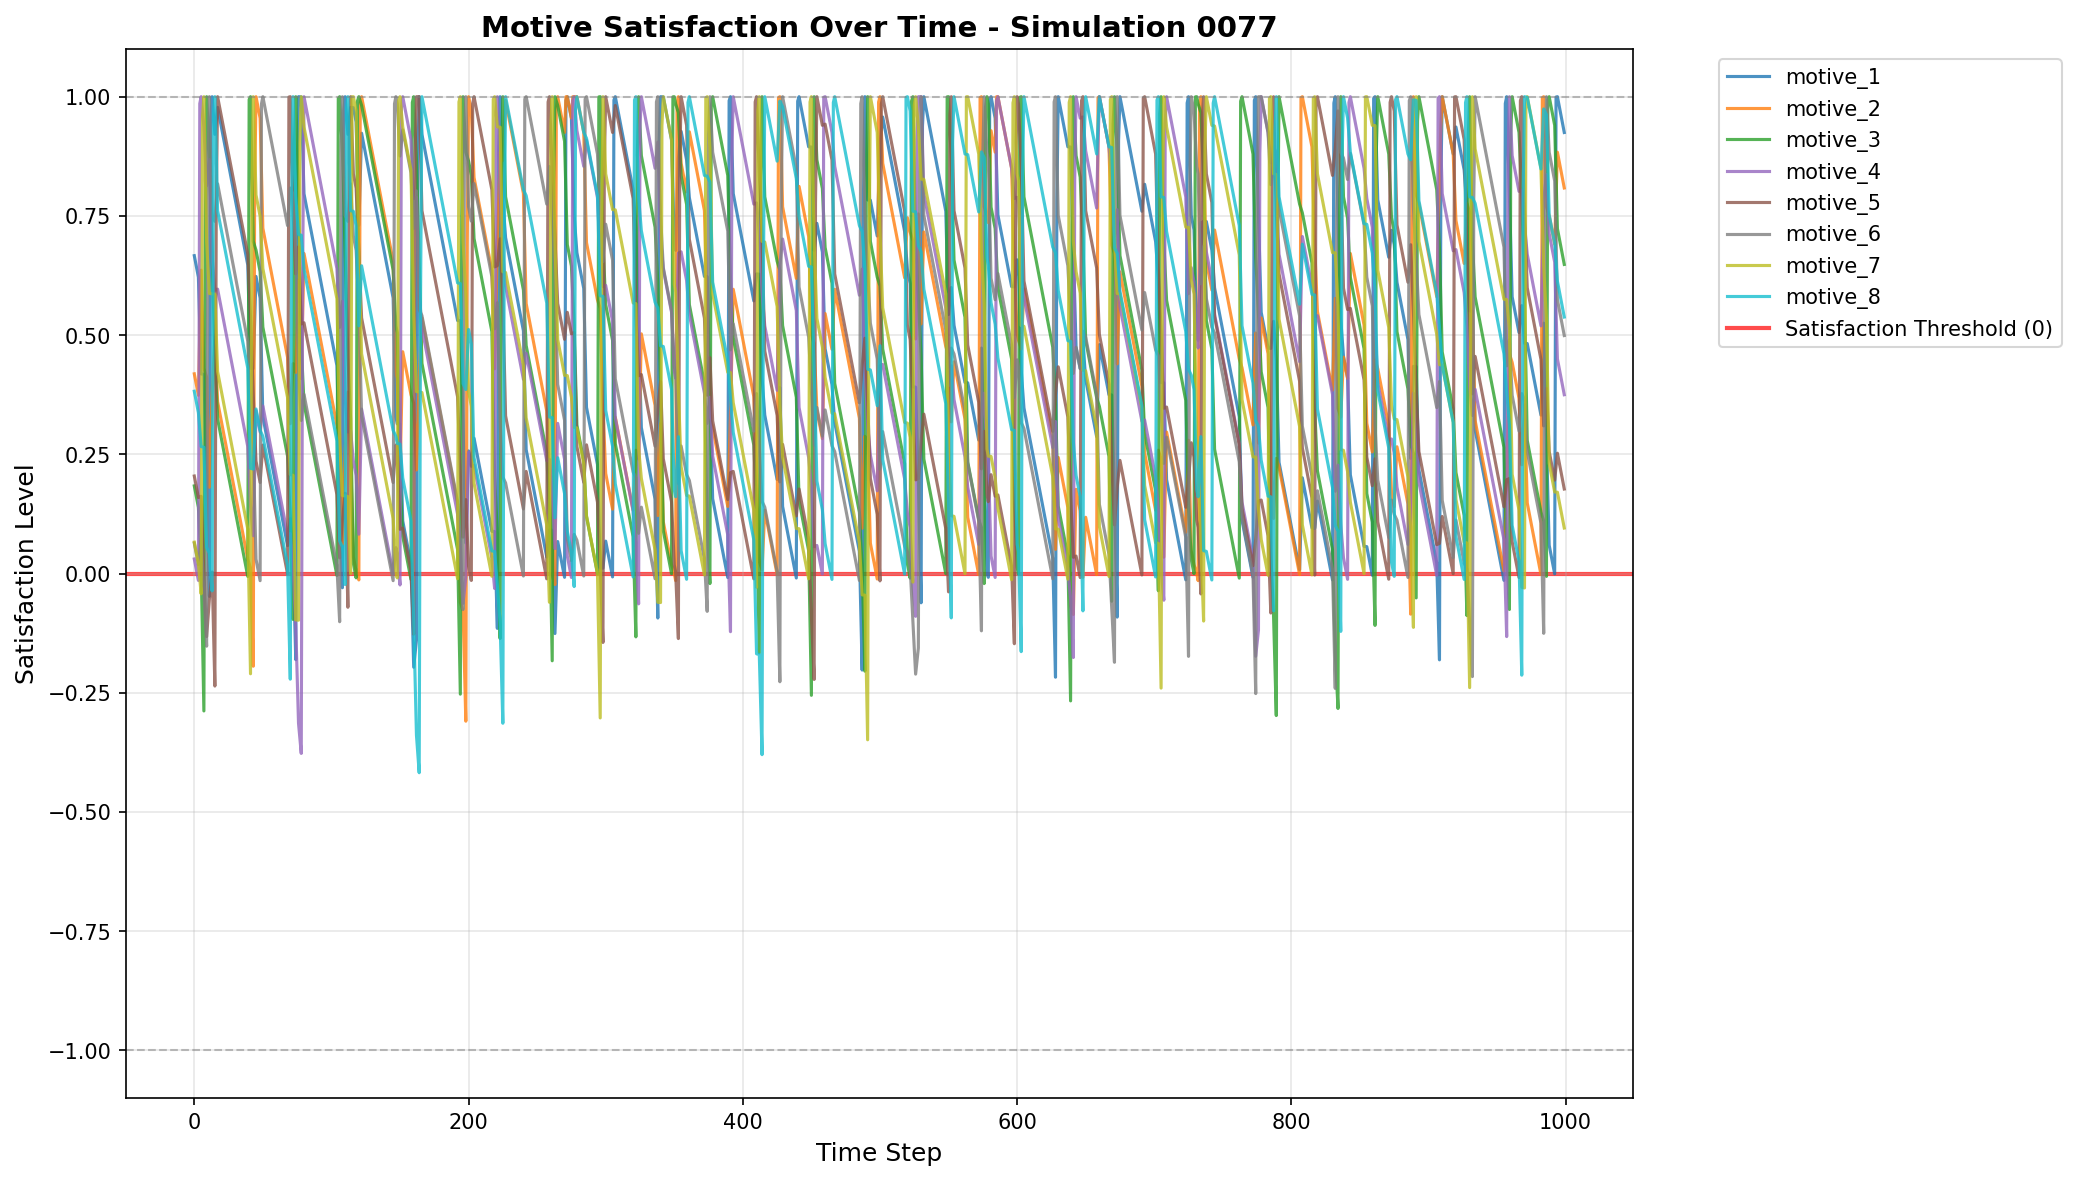 Motive Satisfaction Over Time - Simulation 0077
1.00
0.75
0.50
0.25
0.00
−0.25
−0.50
−0.75
−1.00
Satisfaction Level
0
200
400
600
800
1000
Time Step
motive_1
motive_2
motive_3
motive_4
motive_5
motive_6
motive_7
motive_8
Satisfaction Threshold (0)